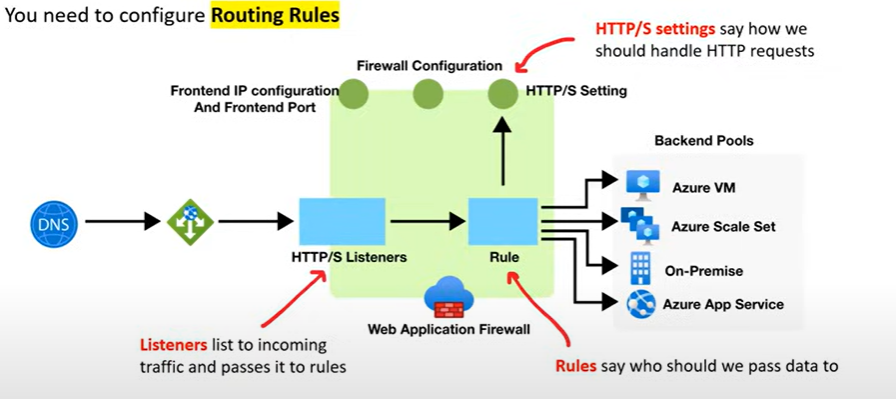 You need to configure Routing Rules
HTTP/S settings say how we
should handle HTTP requests
Firewall Configuration
Frontend IP configuration
And Frontend Port
HTTP/S Setting
Backend Pools
Azure VM
DNS
Azure Scale Set
HTTP/S Listeners
Rule
On-Premise
Azure App Service
Web Application Firewall
Listeners list to incoming
traffic and passes it to rules
Rules say who should we pass data to